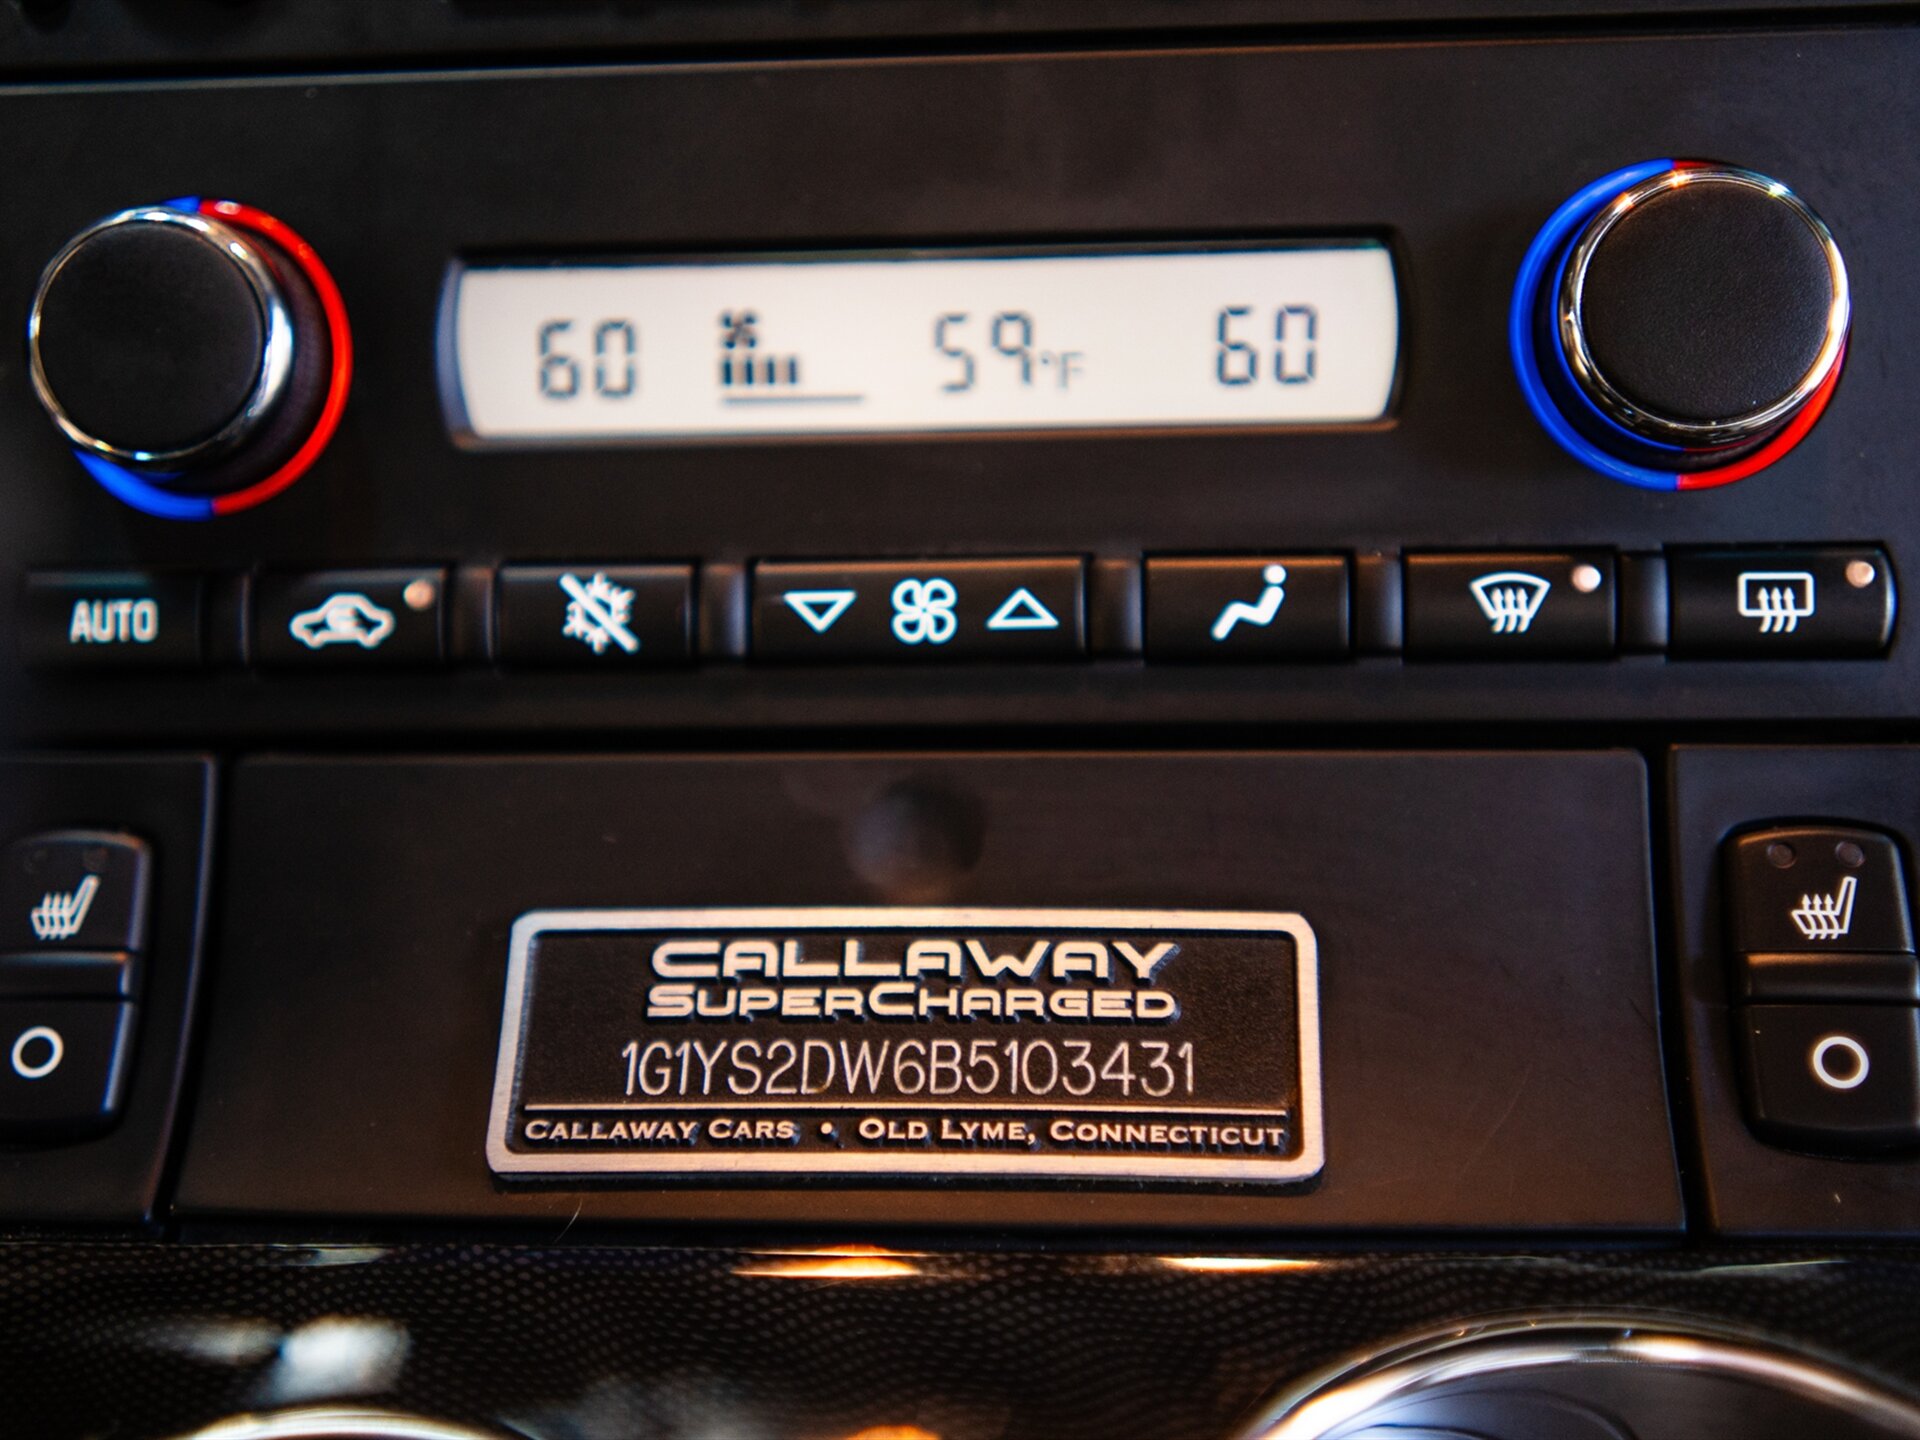 60 59°F 60
AUTO
CALLAWAY
SUPERCHARGED
1G1YS2DW6B5103431
CALLAWAY CARS • OLD LYME, CONNECTICUT